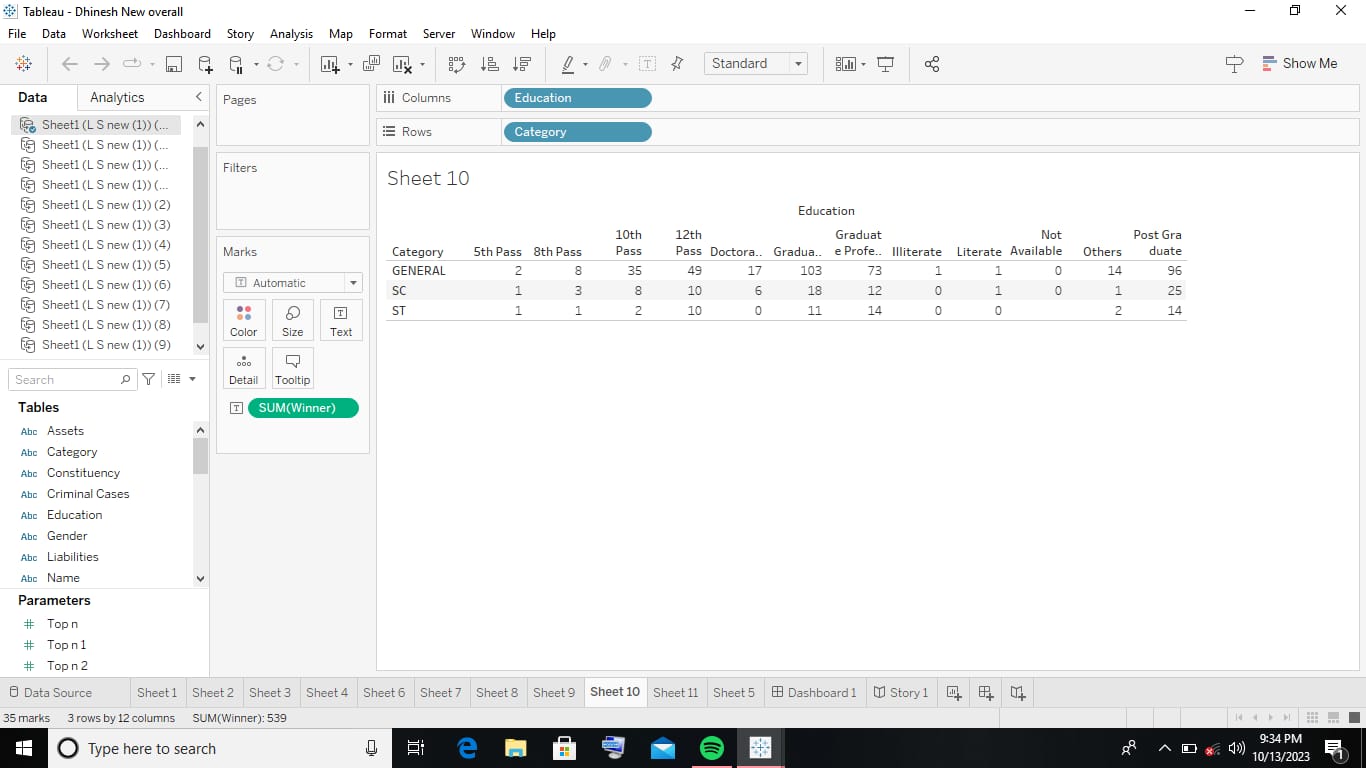 Tableau - Dhinesh New overall
File Data Worksheet Dashboard Story Analysis Map Format Server Window Help
Standard
Show Me
Data Analytics
Pages
Columns Education
Rows Category
Sheet1 (L S new (1)) (...
Sheet1 (L S new (1)) (...
Sheet1 (L S new (1)) (...
Sheet1 (L S new (1)) (...
Sheet1 (L S new (1)) (2)
Sheet1 (L S new (1)) (3)
Sheet1 (L S new (1)) (4)
Sheet1 (L S new (1)) (5)
Sheet1 (L S new (1)) (6)
Sheet1 (L S new (1)) (7)
Sheet1 (L S new (1)) (8)
Sheet1 (L S new (1)) (9)
Search
Tables
Abc Assets
Abc Category
Abc Constituency
Abc Criminal Cases
Abc Education
Abc Gender
Abc Liabilities
Abc Name
Parameters
# Top n
# Top n 1
# Top n 2
Filters
Marks
T Automatic
Color Size Text
Detail Tooltip
T SUM(Winner)
Sheet 10
Education
Category 5th Pass 8th Pass 10th Pass 12th Pass Doctora.. Gradua.. Graduat e Profe.. Illiterate Literate Not Available Others Post Gra duate
GENERAL 2 8 35 49 17 103 73 1 1 0 14 96
SC 1 3 8 10 6 18 12 0 1 0 1 25
ST 1 1 2 10 0 11 14 0 0 2 14
Data Source Sheet 1 Sheet 2 Sheet 3 Sheet 4 Sheet 6 Sheet 7 Sheet 8 Sheet 9 Sheet 10 Sheet 11 Sheet 5 Dashboard 1 Story 1
35 marks 3 rows by 12 columns SUM(Winner): 539
Type here to search
9:34 PM
10/13/2023
1